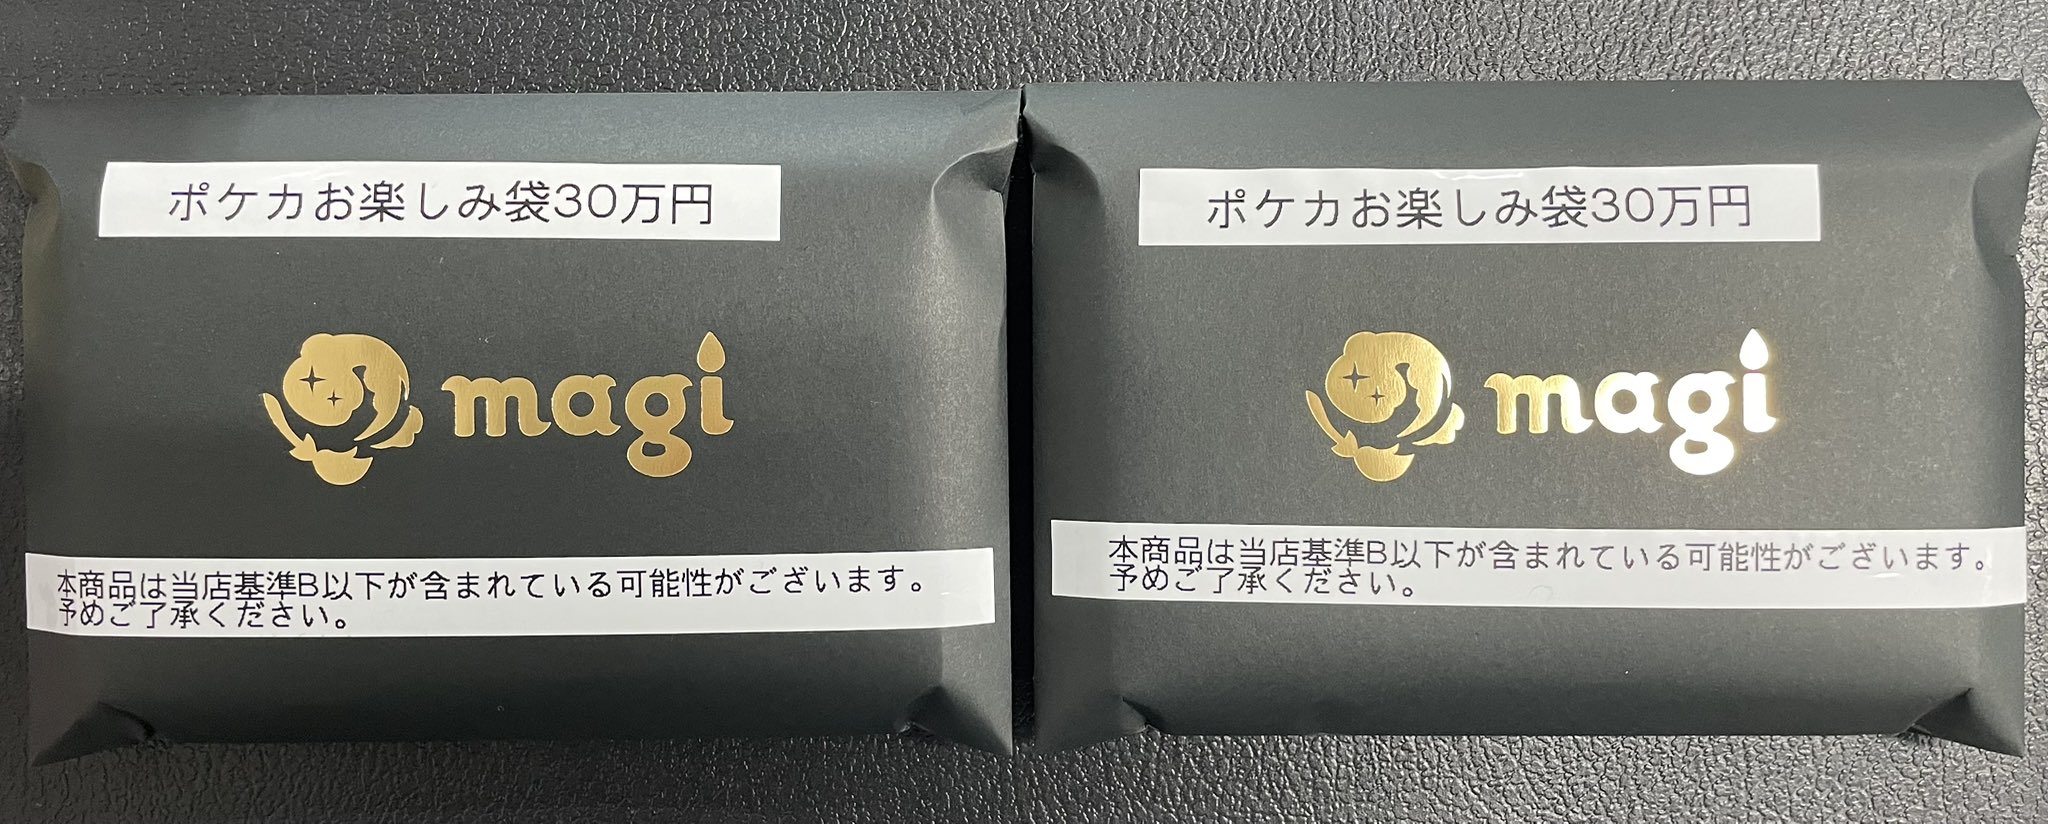 ポケカお楽しみ袋30万円
magi
本商品は当店基準B以下が含まれている可能性がございます。
予めご了承ください。
ポケカお楽しみ袋30万円
magi
本商品は当店基準B以下が含まれている可能性がございます。
予めご了承ください。